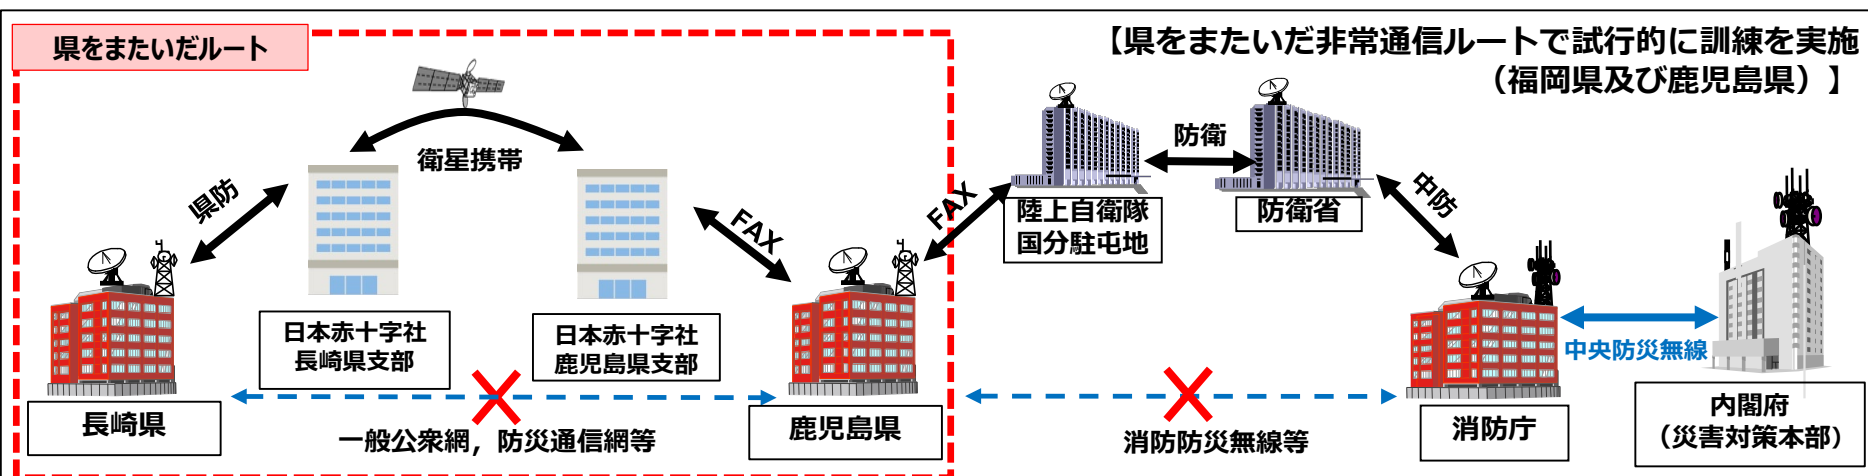 県をまたいだルート
【県をまたいだ非常通信ルートで試行的に訓練を実施
（福岡県及び鹿児島県）】
衛星携帯
防衛
県防
FAX
FAX
中防
陸上自衛隊
国分駐屯地
防衛省
日本赤十字社
長崎県支部
日本赤十字社
鹿児島県支部
中央防災無線
長崎県
一般公衆網，防災通信網等
鹿児島県
消防防災無線等
消防庁
内閣府
（災害対策本部）